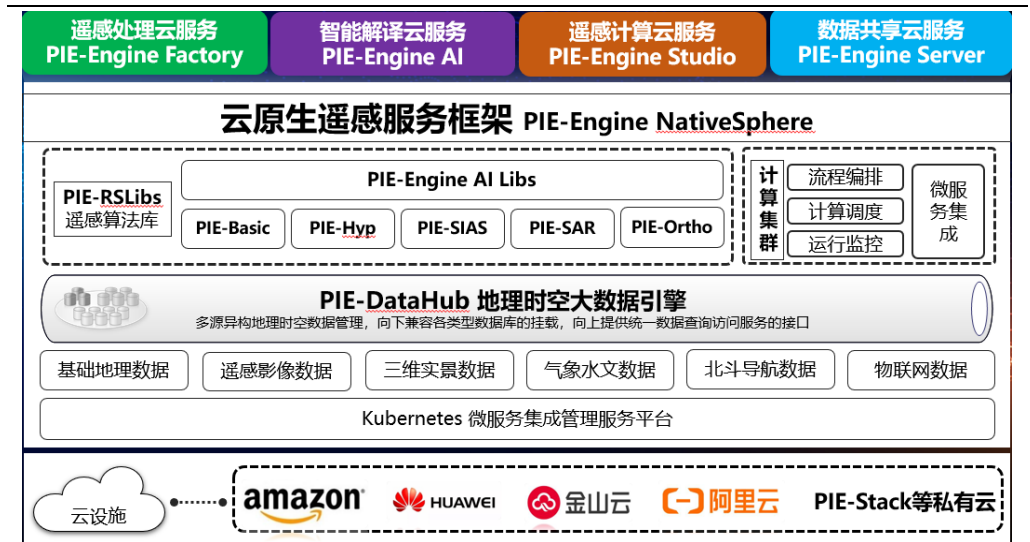 遥感处理云服务
PIE-Engine Factory
智能解译云服务
PIE-Engine AI
遥感计算云服务
PIE-Engine Studio
数据共享云服务
PIE-Engine Server
云原生遥感服务框架 PIE-Engine NativeSphere
PIE-RSLibs
遥感算法库
PIE-Engine AI Libs
PIE-Basic
PIE-Hyp
PIE-SIAS
PIE-SAR
PIE-Ortho
计算集群
流程编排
计算调度
运行监控
微服
务集
成
PIE-DataHub 地理时空大数据引擎
多源异构地理时空数据管理，向下兼容各类型数据库的挂载，向上提供统一数据查询访问服务的接口
基础地理数据
遥感影像数据
三维实景数据
气象水文数据
北斗导航数据
物联网数据
Kubernetes 微服务集成管理服务平台
云设施
amazon
HUAWEI
金山云
阿里云
PIE-Stack等私有云